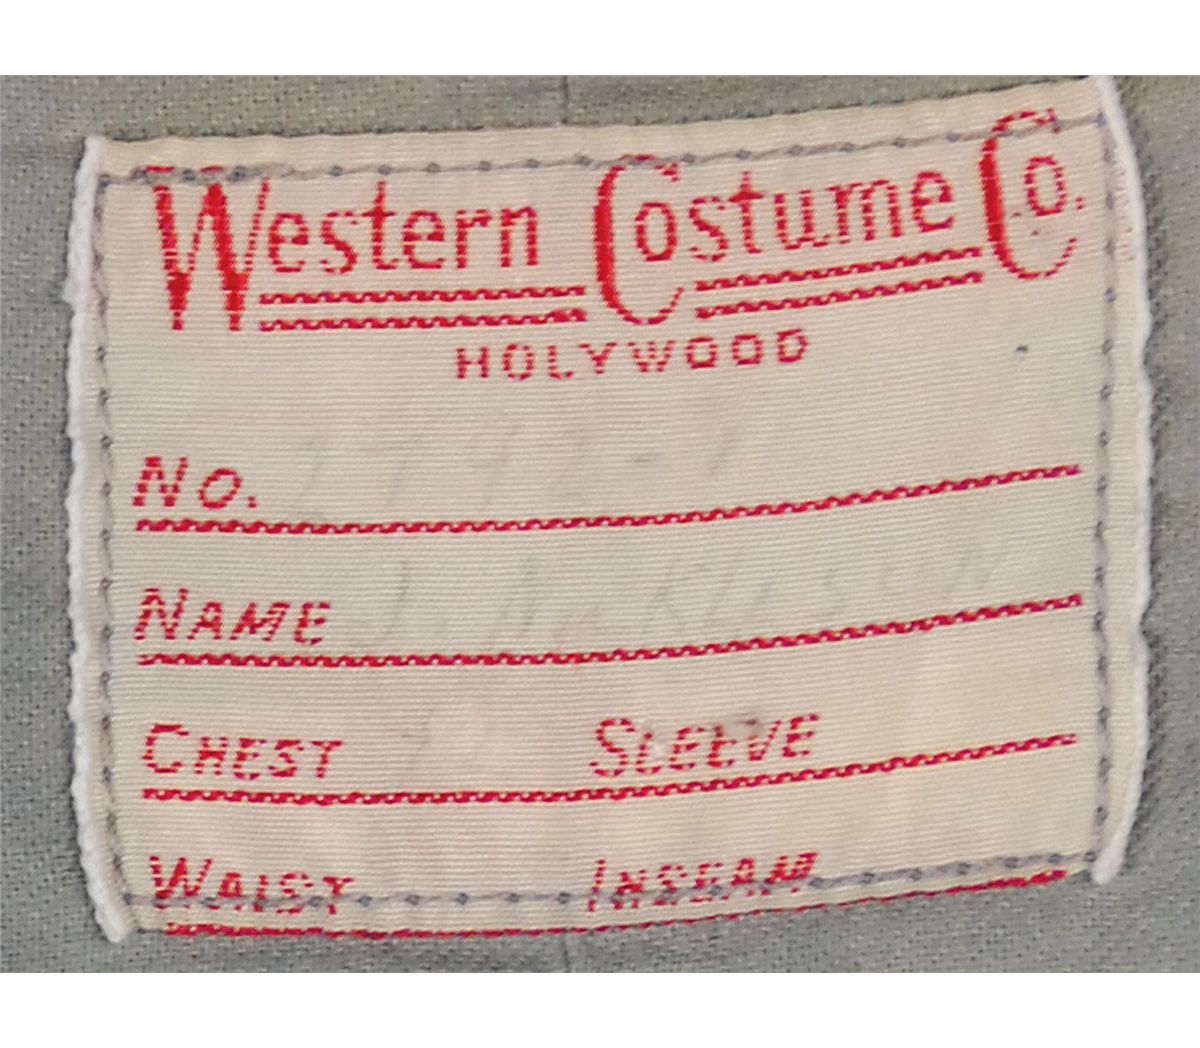 Western Costume Co.
HOLYWOOD
NO.
NAME
CHEST SLEEVE
WAIST INSEAM